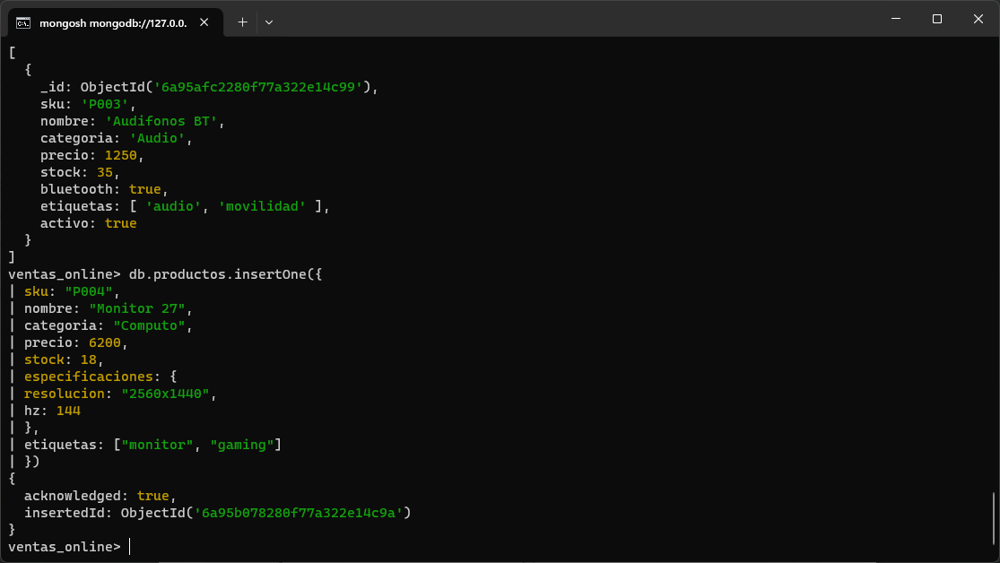 mongosh mongodb://127.0.0.
[
  {
    _id: ObjectId('6a95afc2280f77a322e14c99'),
    sku: 'P003',
    nombre: 'Audifonos BT',
    categoria: 'Audio',
    precio: 1250,
    stock: 35,
    bluetooth: true,
    etiquetas: [ 'audio', 'movilidad' ],
    activo: true
  }
]
ventas_online> db.productos.insertOne({
| sku: "P004",
| nombre: "Monitor 27",
| categoria: "Computo",
| precio: 6200,
| stock: 18,
| especificaciones: {
| resolucion: "2560x1440",
| hz: 144
| },
| etiquetas: ["monitor", "gaming"]
| })
{
  acknowledged: true,
  insertedId: ObjectId('6a95b078280f77a322e14c9a')
}
ventas_online>